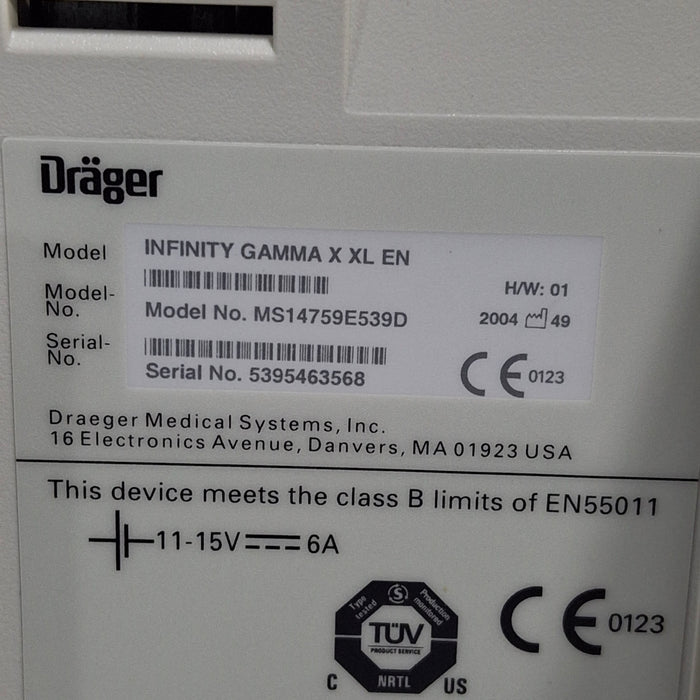 Dräger
Model INFINITY GAMMA X XL EN
Model-No. Model No. MS14759E539D
H/W: 01
2004 49
Serial-No. Serial No. 5395463568
CE 0123
Draeger Medical Systems, Inc.
16 Electronics Avenue, Danvers, MA 01923 USA
This device meets the class B limits of EN55011
11-15V 6A
Type tested
S
Production monitored
TÜV
PRODUCT SERVICE
C NRTL US
CE 0123